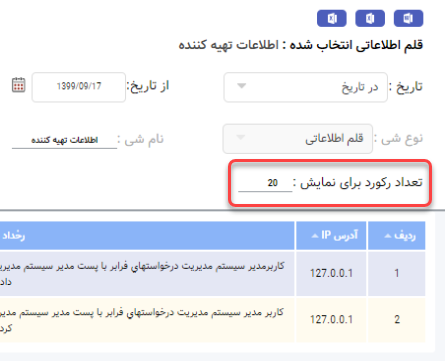 قلم اطلاعاتی انتخاب شده : اطلاعات تهیه کننده
تاریخ : در تاریخ از تاریخ: 1399/09/17
نوع شی : قلم اطلاعاتی نام شی : اطلاعات تهیه کننده
تعداد رکورد برای نمایش : 20
ردیف آدرس IP رخداد
1 127.0.0.1 کاربرمدیر سیستم مدیریت درخواستهاي فرابر با پست مدیر سیستم مدیر
داد
2 127.0.0.1 کاربر مدیر سیستم مدیریت درخواستهاي فرابر با پست مدیر سیستم مدیر
کرد